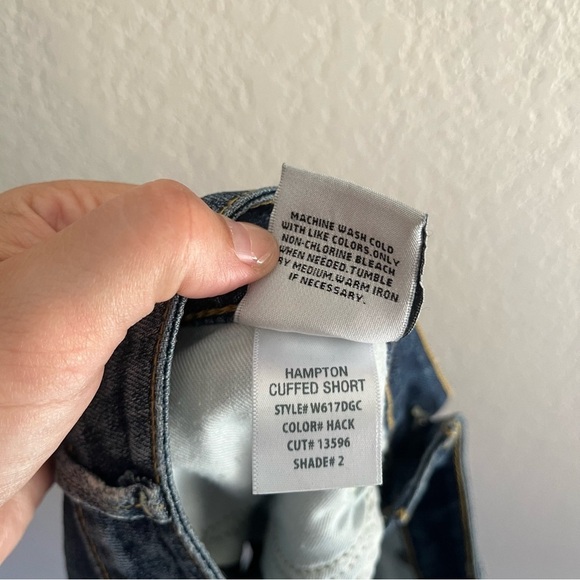 MACHINE WASH COLD
WITH LIKE COLORS.ONLY
NON-CHLORINE BLEACH
WHEN NEEDED.TUMBLE
RY MEDIUM.WARM IRON
IF NECESSARY.
HAMPTON
CUFFED SHORT
STYLE# W617DGC
COLOR# HACK
CUT# 13596
SHADE# 2